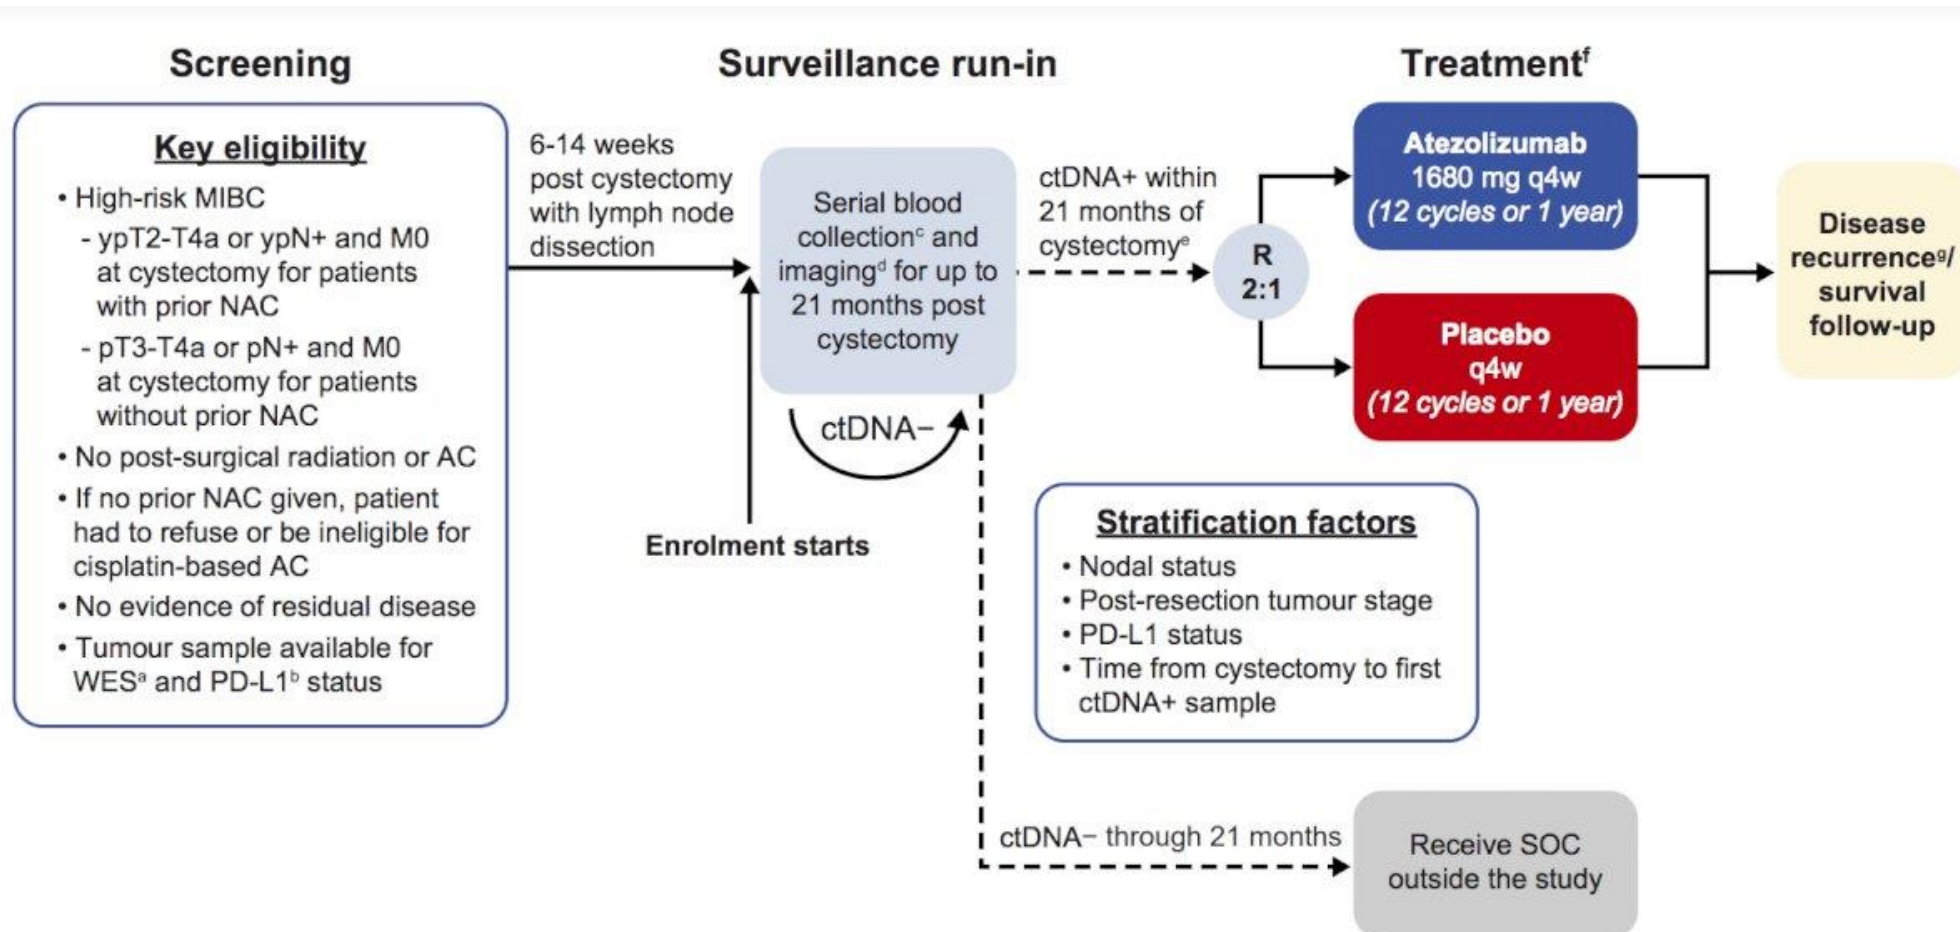 Screening
Key eligibility
• High-risk MIBC
- ypT2-T4a or ypN+ and M0
at cystectomy for patients
with prior NAC
- pT3-T4a or pN+ and M0
at cystectomy for patients
without prior NAC
• No post-surgical radiation or AC
• If no prior NAC given, patient
had to refuse or be ineligible for
cisplatin-based AC
• No evidence of residual disease
• Tumour sample available for
WESᵃ and PD-L1ᵇ status
6-14 weeks
post cystectomy
with lymph node
dissection
Surveillance run-in
Serial blood
collectionᶜ and
imagingᵈ for up to
21 months post
cystectomy
ctDNA−
Enrolment starts
ctDNA+ within
21 months of
cystectomyᵉ
R
2:1
Treatmentᶠ
Atezolizumab
1680 mg q4w
(12 cycles or 1 year)
Placebo
q4w
(12 cycles or 1 year)
Disease
recurrenceᵍ/
survival
follow-up
Stratification factors
• Nodal status
• Post-resection tumour stage
• PD-L1 status
• Time from cystectomy to first
ctDNA+ sample
ctDNA− through 21 months
Receive SOC
outside the study